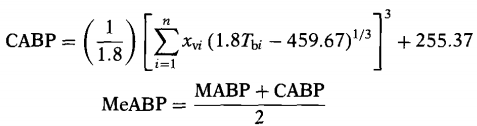 CABP = (1/1.8) [∑_{i=1}^{n} x_{vi} (1.8T_{bi} − 459.67)^{1/3}]^3 + 255.37
MeABP = (MABP + CABP)/2